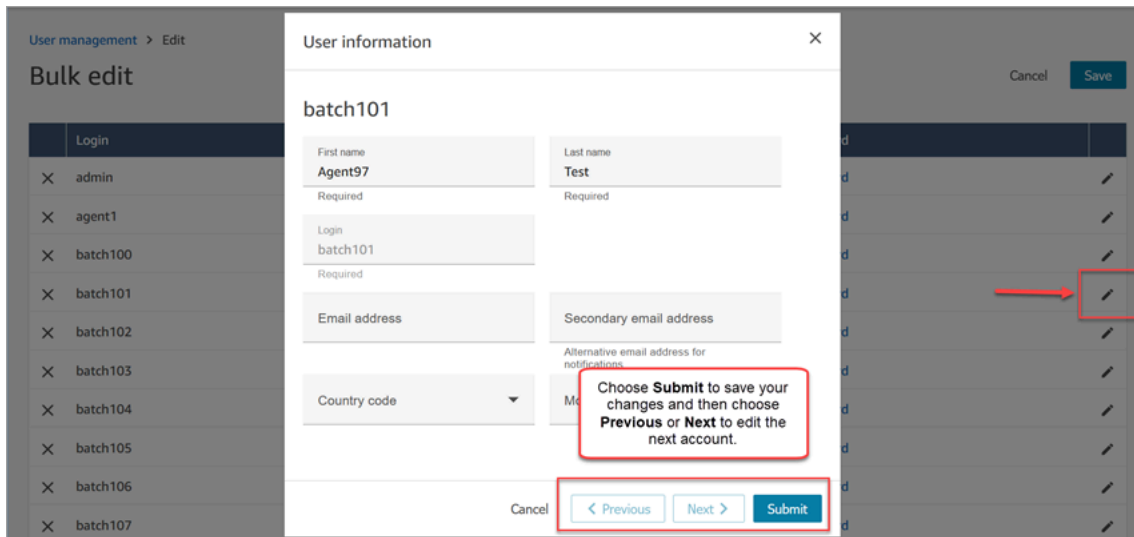 User management > Edit
Bulk edit
Cancel
Save
Login
d
admin
d
agent1
d
batch100
d
batch101
d
batch102
d
batch103
d
batch104
d
batch105
d
batch106
d
batch107
d
User information
batch101
First name
Agent97
Required
Last name
Test
Required
Login
batch101
Required
Email address
Secondary email address
Alternative email address for
notifications
Country code
Mo
Choose Submit to save your
changes and then choose
Previous or Next to edit the
next account.
Cancel
< Previous
Next >
Submit